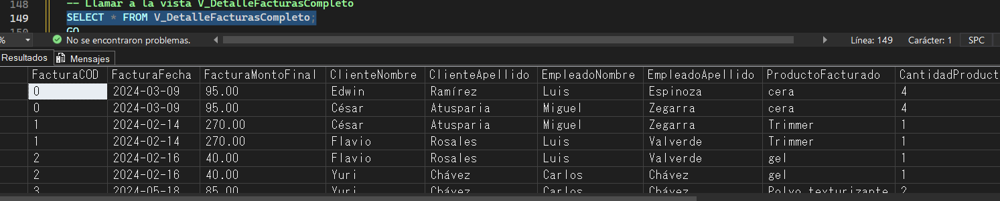 148 -- Llamar a la vista V_DetalleFacturasCompleto
149 SELECT * FROM V_DetalleFacturasCompleto;
150 GO
% No se encontraron problemas. Línea: 149 Carácter: 1 SPC
Resultados Mensajes
FacturaCOD FacturaFecha FacturaMontoFinal ClienteNombre ClienteApellido EmpleadoNombre EmpleadoApellido ProductoFacturado CantidadProduct
0 2024-03-09 95.00 Edwin Ramírez Luis Espinoza cera 4
0 2024-03-09 95.00 César Atusparia Miguel Zegarra cera 4
1 2024-02-14 270.00 César Atusparia Miguel Zegarra Trimmer 1
1 2024-02-14 270.00 Flavio Rosales Luis Valverde Trimmer 1
2 2024-02-16 40.00 Flavio Rosales Luis Valverde gel 1
2 2024-02-16 40.00 Yuri Chávez Carlos Chávez gel 1
3 2024-05-18 85.00 Yuri Chávez Carlos Chávez Polvo texturizante 2